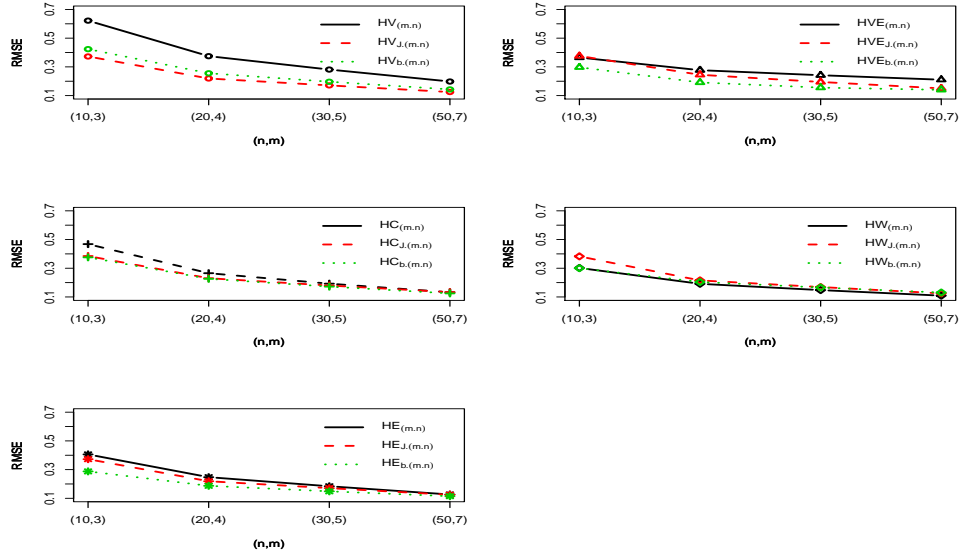 RMSE
0.1 0.3 0.5 0.7
HV(m.n)
HVJ.(m.n)
HVb.(m.n)
(10,3) (20,4) (30,5) (50,7)
(n,m)
RMSE
0.1 0.3 0.5 0.7
HVE(m.n)
HVEJ.(m.n)
HVEb.(m.n)
(10,3) (20,4) (30,5) (50,7)
(n,m)
RMSE
0.1 0.3 0.5 0.7
HC(m.n)
HCJ.(m.n)
HCb.(m.n)
(10,3) (20,4) (30,5) (50,7)
(n,m)
RMSE
0.1 0.3 0.5 0.7
HW(m.n)
HWJ.(m.n)
HWb.(m.n)
(10,3) (20,4) (30,5) (50,7)
(n,m)
RMSE
0.1 0.3 0.5 0.7
HE(m.n)
HEJ.(m.n)
HEb.(m.n)
(10,3) (20,4) (30,5) (50,7)
(n,m)